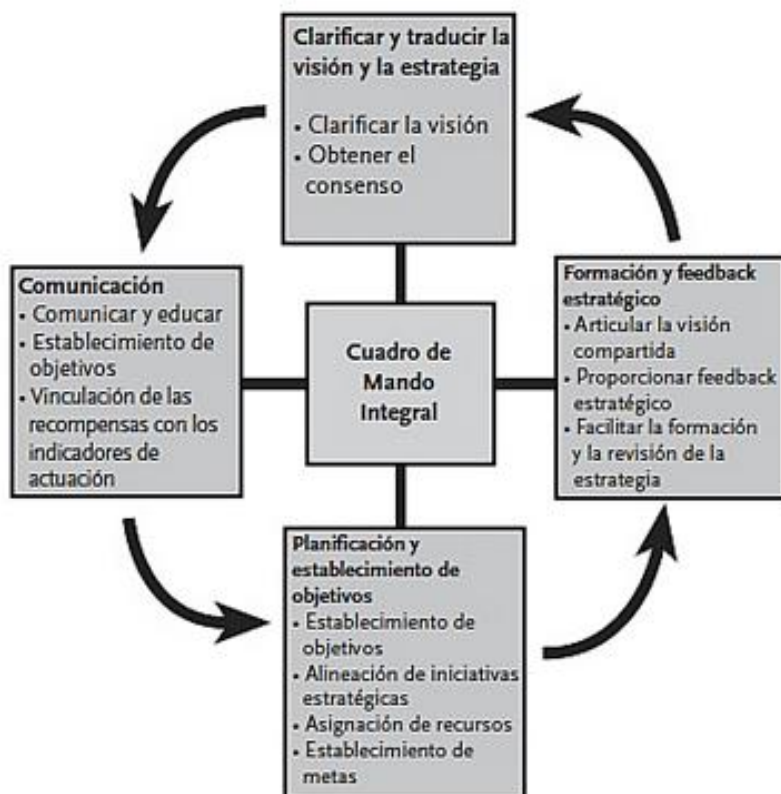 Clarificar y traducir la
visión y la estrategia
• Clarificar la visión
• Obtener el
consenso
Comunicación
• Comunicar y educar
• Establecimiento de
objetivos
• Vinculación de las
recompensas con los
indicadores de
actuación
Cuadro de
Mando
Integral
Formación y feedback
estratégico
• Articular la visión
compartida
• Proporcionar feedback
estratégico
• Facilitar la formación
y la revisión de la
estrategia
Planificación y
establecimiento de
objetivos
• Establecimiento de
objetivos
• Alineación de iniciativas
estratégicas
• Asignación de recursos
• Establecimiento de
metas